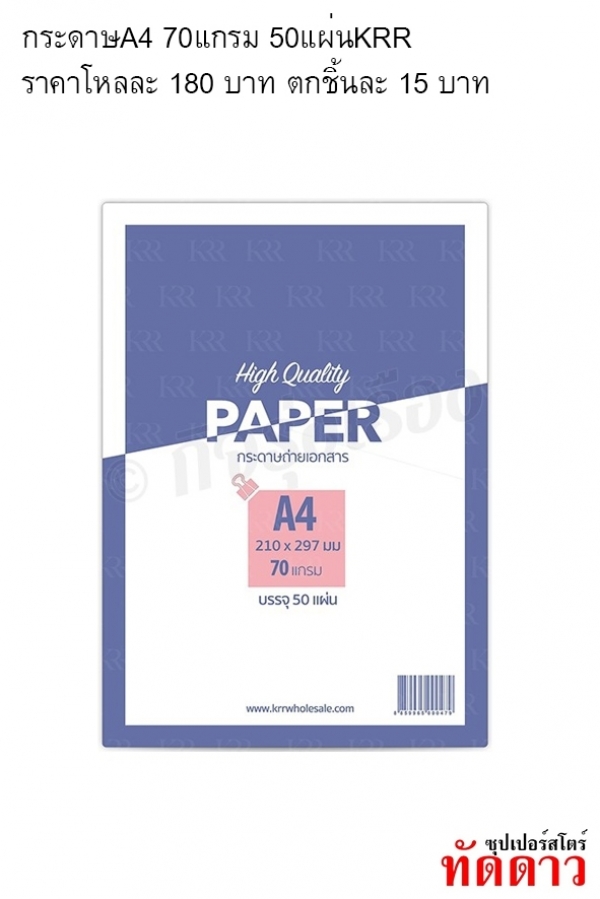 กระดาษA4 70แกรม 50แผ่นKRR
ราคาโหลละ 180 บาท ตกชิ้นละ 15 บาท
KRR KRR KRR KRR KRR
High Quality
PAPER
กระดาษถ่ายเอกสาร
A4
210 x 297 มม
70 แกรม
บรรจุ 50 แผ่น
www.krrwholesale.com
ซุปเปอร์สโตร์
ทัดดาว